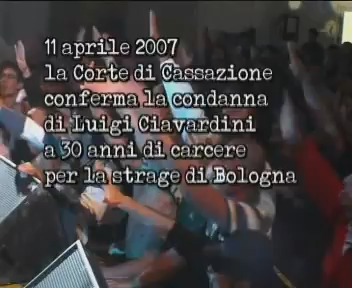 11 aprile 2007
la Corte di Cassazione
conferma la condanna
di Luigi Ciavardini
a 30 anni di carcere
per la strage di Bologna